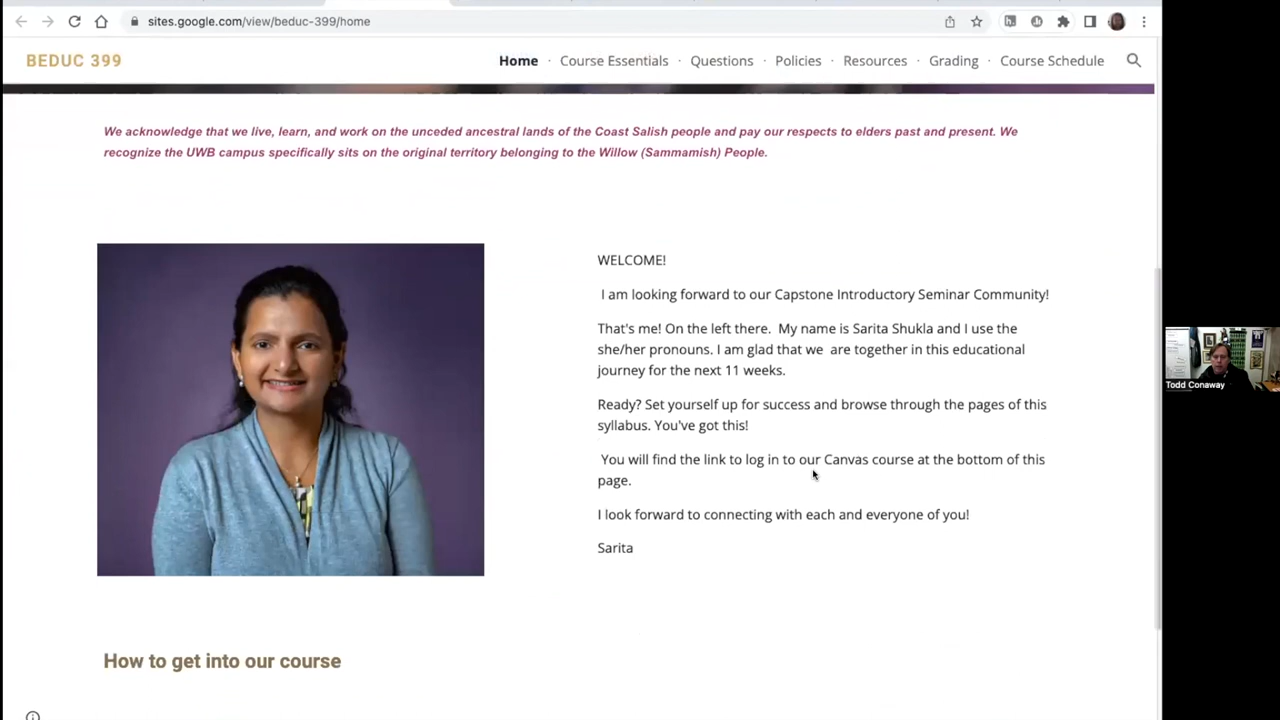 sites.google.com/view/beduc-399/home
BEDUC 399
Home · Course Essentials · Questions · Policies · Resources · Grading · Course Schedule
We acknowledge that we live, learn, and work on the unceded ancestral lands of the Coast Salish people and pay our respects to elders past and present. We
recognize the UWB campus specifically sits on the original territory belonging to the Willow (Sammamish) People.
WELCOME!
I am looking forward to our Capstone Introductory Seminar Community!
That's me! On the left there. My name is Sarita Shukla and I use the
she/her pronouns. I am glad that we are together in this educational
journey for the next 11 weeks.
Ready? Set yourself up for success and browse through the pages of this
syllabus. You've got this!
You will find the link to log in to our Canvas course at the bottom of this
page.
I look forward to connecting with each and everyone of you!
Sarita
Todd Conaway
How to get into our course